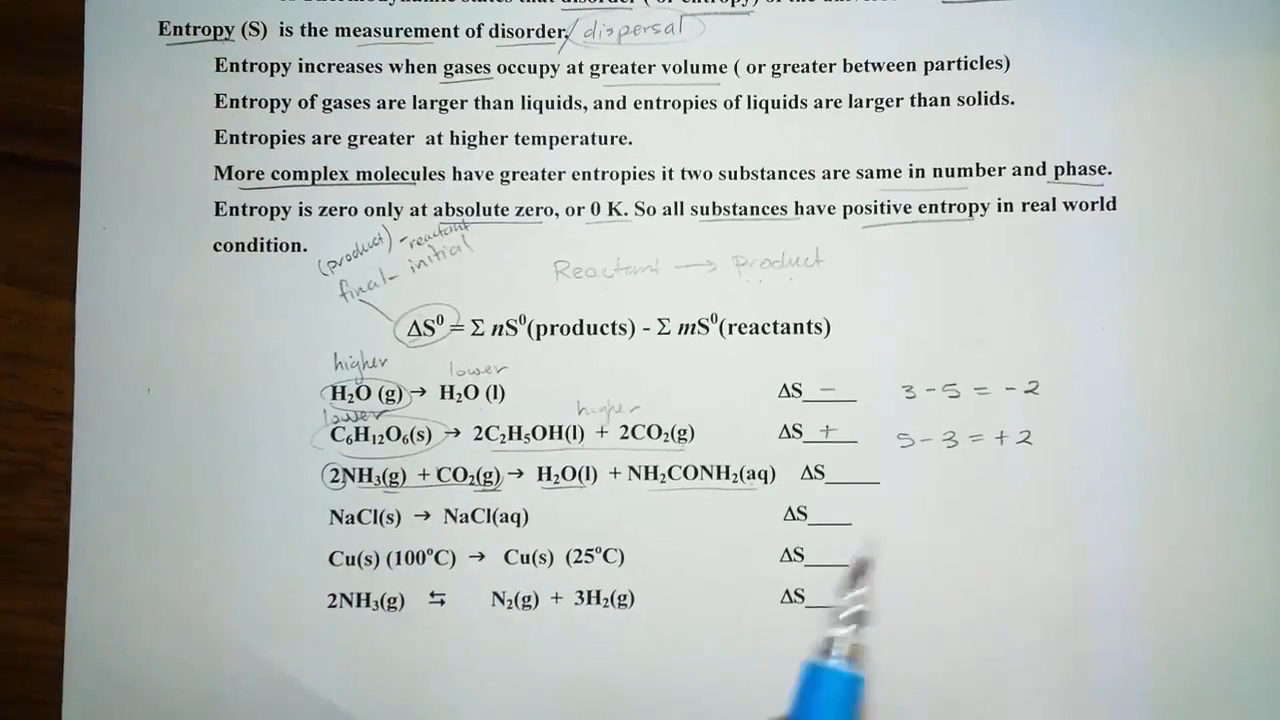 Entropy (S) is the measurement of disorder. / dispersal
Entropy increases when gases occupy at greater volume ( or greater between particles)
Entropy of gases are larger than liquids, and entropies of liquids are larger than solids.
Entropies are greater at higher temperature.
More complex molecules have greater entropies it two substances are same in number and phase.
Entropy is zero only at absolute zero, or 0 K. So all substances have positive entropy in real world
condition.
(product) - reactant
final - initial
Reactant → product
ΔS⁰ = Σ nS⁰(products) - Σ mS⁰(reactants)
higher lower
H₂O (g) → H₂O (l) ΔS - 3 - 5 = - 2
lower higher
C₆H₁₂O₆(s) → 2C₂H₅OH(l) + 2CO₂(g) ΔS + 5 - 3 = + 2
2NH₃(g) + CO₂(g) → H₂O(l) + NH₂CONH₂(aq) ΔS____
NaCl(s) → NaCl(aq) ΔS____
Cu(s) (100⁰C) → Cu(s) (25⁰C) ΔS____
2NH₃(g) ⇆ N₂(g) + 3H₂(g) ΔS__